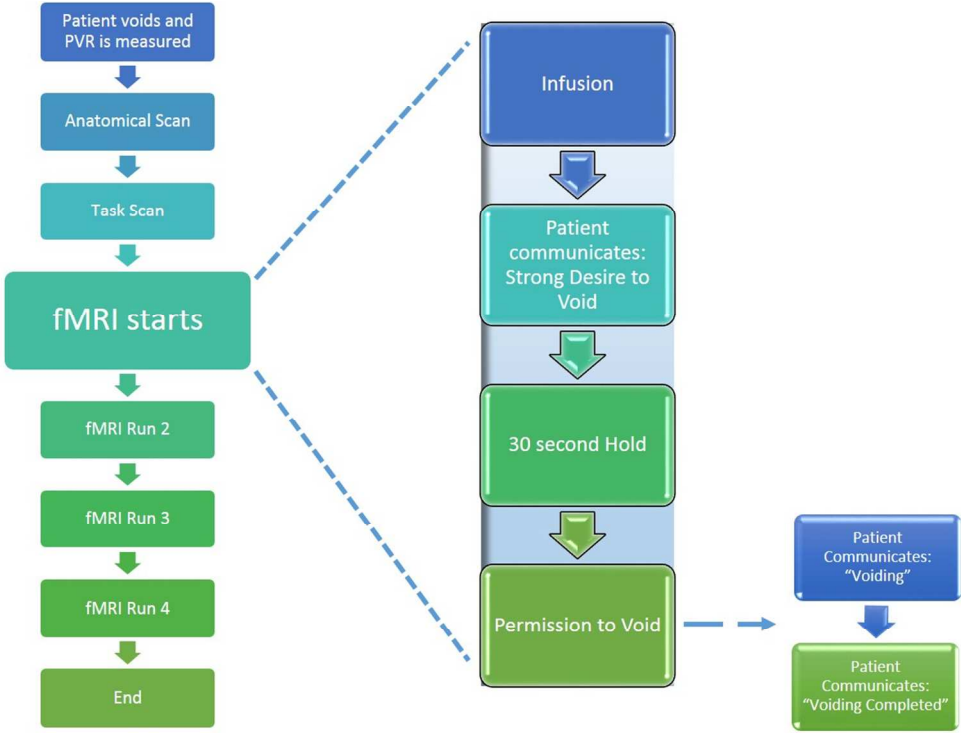 Patient voids and
PVR is measured
Anatomical Scan
Task Scan
fMRI starts
fMRI Run 2
fMRI Run 3
fMRI Run 4
End
Infusion
Patient
communicates:
Strong Desire to
Void
30 second Hold
Permission to Void
Patient
Communicates:
“Voiding”
Patient
Communicates:
“Voiding Completed”